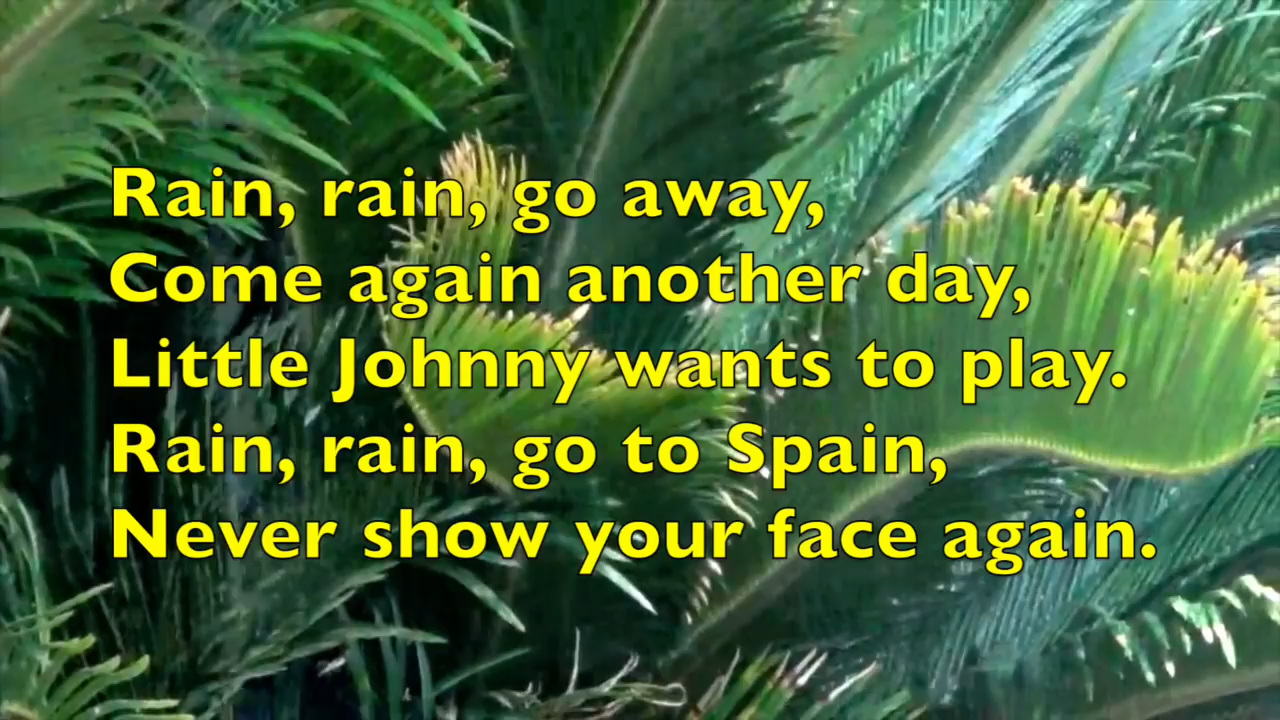 Rain, rain, go away,
Come again another day,
Little Johnny wants to play.
Rain, rain, go to Spain,
Never show your face again.